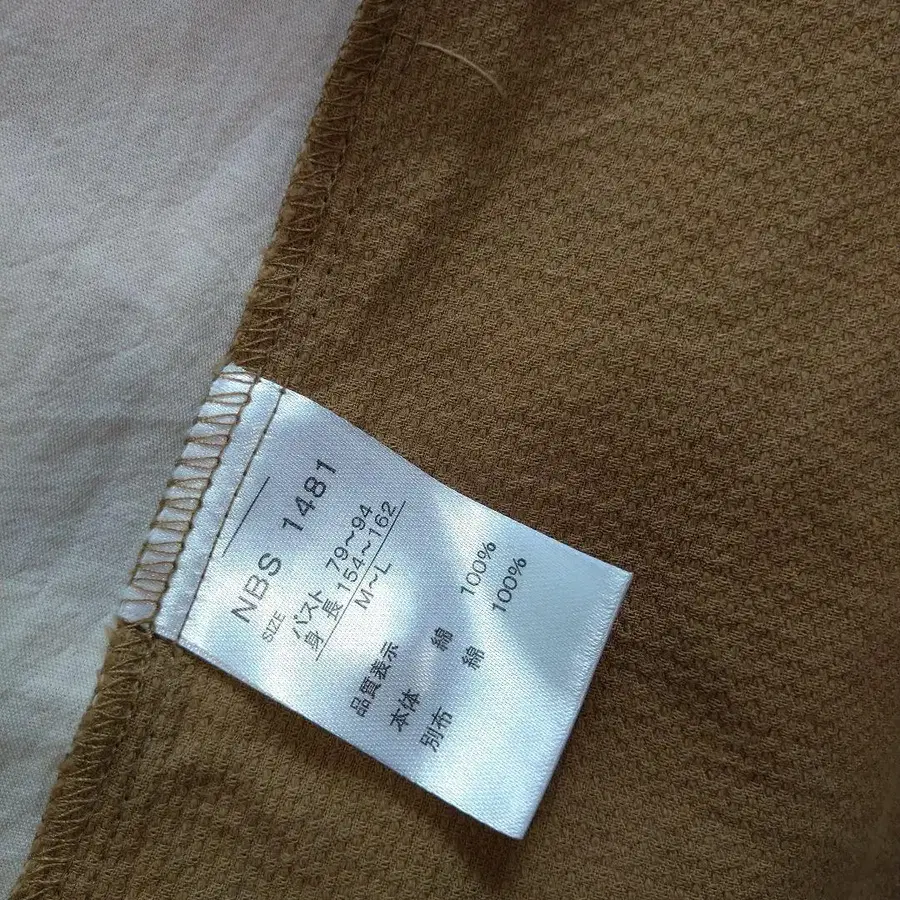 NBS 1481
SIZE
バスト 79~94
身長 154~162
M~L
品質表示
本体 綿 100%
別布 綿 100%